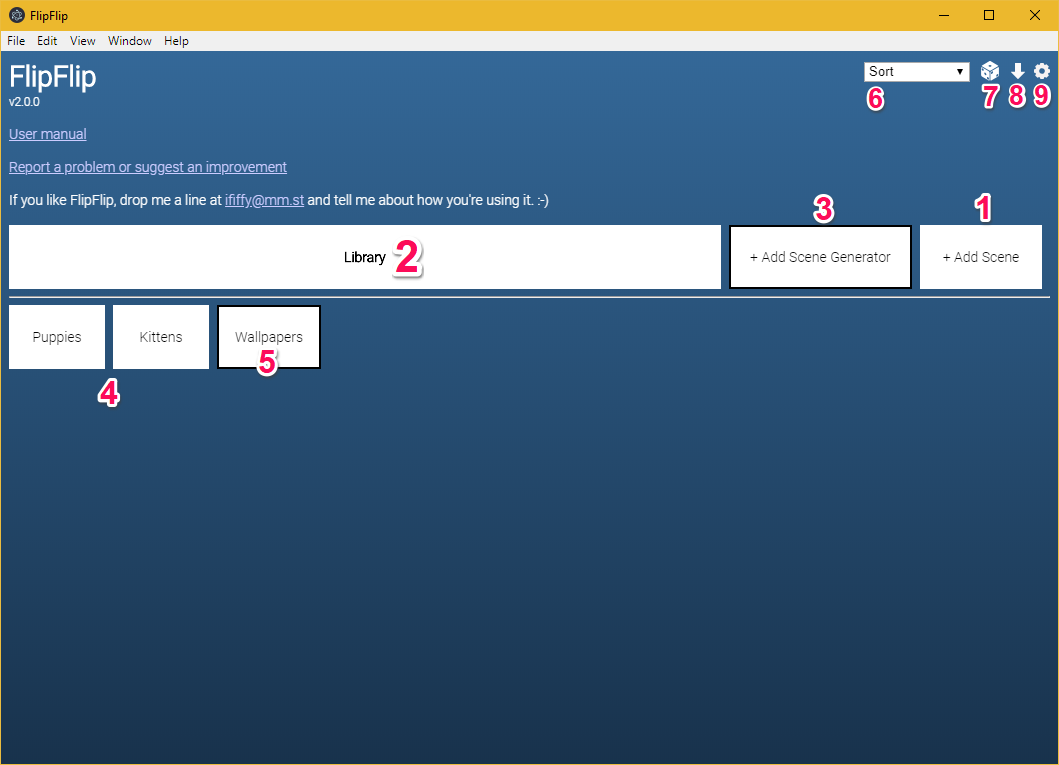 FlipFlip
File Edit View Window Help
FlipFlip
v2.0.0
Sort
6 7 8 9
User manual
Report a problem or suggest an improvement
If you like FlipFlip, drop me a line at ififfy@mm.st and tell me about how you're using it. :-)
3 1
Library 2 + Add Scene Generator + Add Scene
Puppies Kittens Wallpapers
5
4